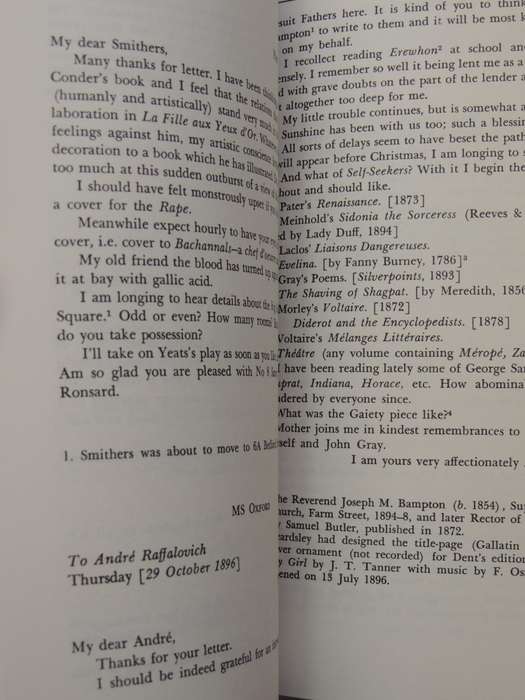 My dear Smithers,
Many thanks for letter. I have been
Conder's book and I feel that the relations
(humanly and artistically) stand very much
laboration in La Fille aux Yeux d'Or.
feelings against him, my artistic conscience
decoration to a book which he has illustrated.
too much at this sudden outburst of a
I should have felt monstrously upset if
a cover for the Rape.
Meanwhile expect hourly to have your
cover, i.e. cover to Bachannals—a chef d'œuvre
My old friend the blood has turned up
it at bay with gallic acid.
I am longing to hear details about the
Square.¹ Odd or even? How many rooms?
do you take possession?
I'll take on Yeats's play as soon as you
Am so glad you are pleased with No 8
Ronsard.
1. Smithers was about to move to 6A
MS Oxford
To André Raffalovich
Thursday [29 October 1896]
My dear André,
Thanks for your letter.
I should be indeed grateful for an
suit Fathers here. It is kind of you to think
mpton¹ to write to them and it will be most
on my behalf.
I recollect reading Erewhon² at school and
ensely. I remember so well it being lent me as a
d with grave doubts on the part of the lender a
t altogether too deep for me.
My little trouble continues, but is somewhat a
Sunshine has been with us too; such a blessing
All sorts of delays seem to have beset the path
will appear before Christmas, I am longing to
And what of Self-Seekers? With it I begin the
bout and should like.
Pater's Renaissance. [1873]
Meinhold's Sidonia the Sorceress (Reeves &
d by Lady Duff, 1894]
Laclos' Liaisons Dangereuses.
Evelina. [by Fanny Burney, 1786]³
Gray's Poems. [Silverpoints, 1893]
The Shaving of Shagpat. [by Meredith, 1856
Morley's Voltaire. [1872]
Diderot and the Encyclopedists. [1878]
Voltaire's Mélanges Littéraires.
Théâtre (any volume containing Méropé, Za
I have been reading lately some of George San
uprat, Indiana, Horace, etc. How abomina
ndered by everyone since.
What was the Gaiety piece like?⁴
Mother joins me in kindest remembrances to
self and John Gray.
I am yours very affectionately
he Reverend Joseph M. Bampton (b. 1854), Su
hurch, Farm Street, 1894–8, and later Rector of
y Samuel Butler, published in 1872.
eardsley had designed the title-page (Gallatin
ver ornament (not recorded) for Dent's edition
y Girl by J. T. Tanner with music by F. Os
ened on 13 July 1896.